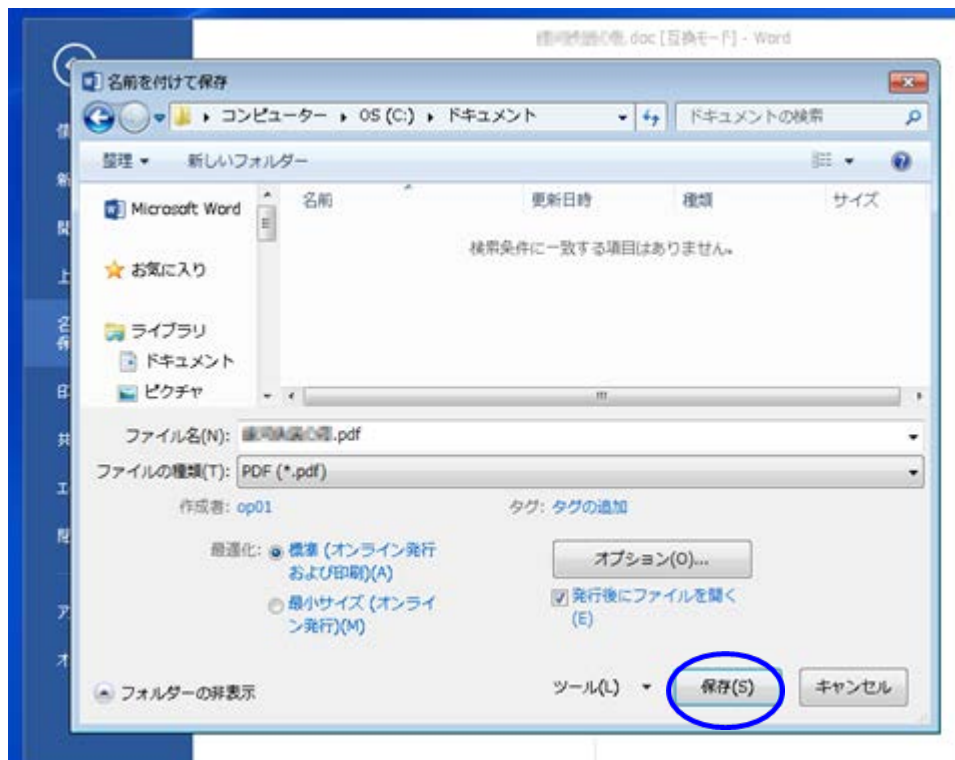 .doc [互換モード] - Word
名前を付けて保存
コンピューター ▸ OS (C:) ▸ ドキュメント
ドキュメントの検索
整理 新しいフォルダー
Microsoft Word
名前 更新日時 種類 サイズ
検索条件に一致する項目はありません。
お気に入り
ライブラリ
ドキュメント
ピクチャ
ファイル名(N): .pdf
ファイルの種類(T): PDF (*.pdf)
作成者: op01 タグ: タグの追加
最適化: 標準 (オンライン発行
および印刷)(A)
最小サイズ (オンライ
ン発行)(M)
オプション(O)...
発行後にファイルを開く
(E)
フォルダーの非表示
ツール(L) 保存(S) キャンセル